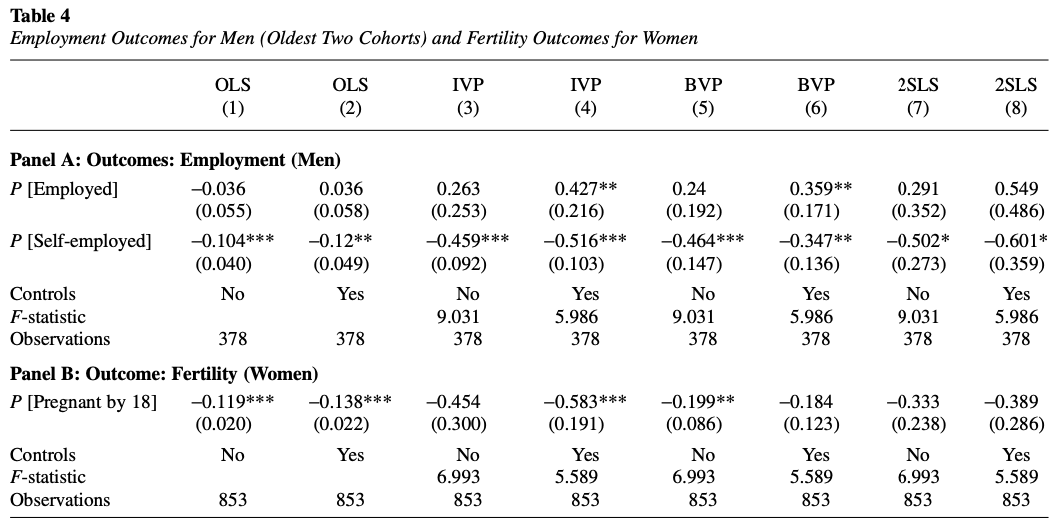 Table 4
Employment Outcomes for Men (Oldest Two Cohorts) and Fertility Outcomes for Women
OLS OLS IVP IVP BVP BVP 2SLS 2SLS
(1) (2) (3) (4) (5) (6) (7) (8)
Panel A: Outcomes: Employment (Men)
P [Employed] −0.036 0.036 0.263 0.427** 0.24 0.359** 0.291 0.549
(0.055) (0.058) (0.253) (0.216) (0.192) (0.171) (0.352) (0.486)
P [Self-employed] −0.104*** −0.12** −0.459*** −0.516*** −0.464*** −0.347** −0.502* −0.601*
(0.040) (0.049) (0.092) (0.103) (0.147) (0.136) (0.273) (0.359)
Controls No Yes No Yes No Yes No Yes
F-statistic 9.031 5.986 9.031 5.986 9.031 5.986
Observations 378 378 378 378 378 378 378 378
Panel B: Outcome: Fertility (Women)
P [Pregnant by 18] −0.119*** −0.138*** −0.454 −0.583*** −0.199** −0.184 −0.333 −0.389
(0.020) (0.022) (0.300) (0.191) (0.086) (0.123) (0.238) (0.286)
Controls No Yes No Yes No Yes No Yes
F-statistic 6.993 5.589 6.993 5.589 6.993 5.589
Observations 853 853 853 853 853 853 853 853